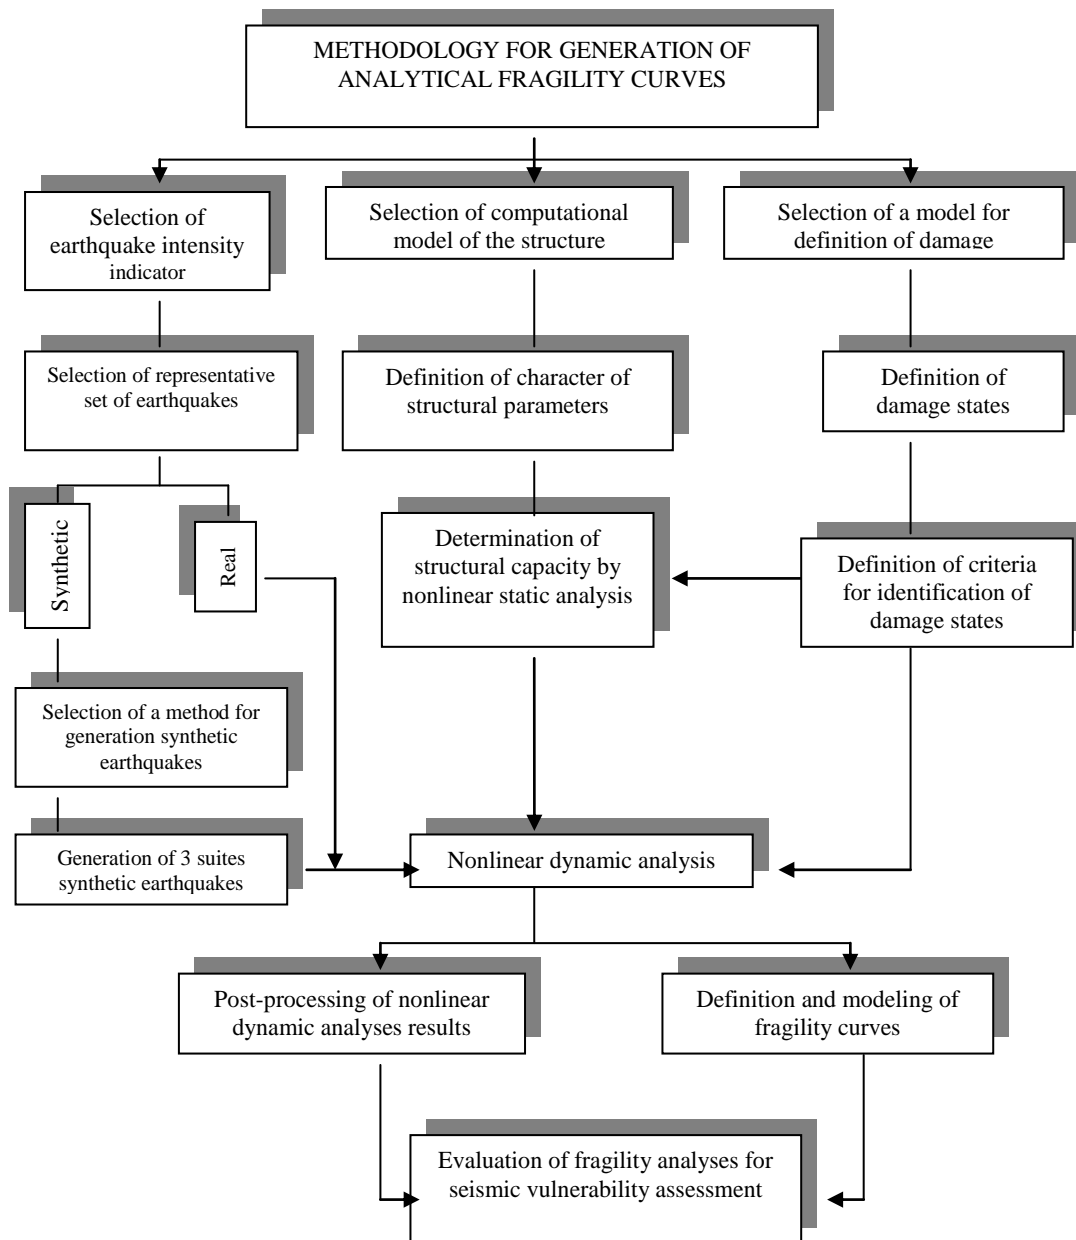 METHODOLOGY FOR GENERATION OF
ANALYTICAL FRAGILITY CURVES
Selection of
earthquake intensity
indicator
Selection of computational
model of the structure
Selection of a model for
definition of damage
Selection of representative
set of earthquakes
Definition of character of
structural parameters
Definition of
damage states
Synthetic
Real
Determination of
structural capacity by
nonlinear static analysis
Definition of criteria
for identification of
damage states
Selection of a method for
generation synthetic
earthquakes
Generation of 3 suites
synthetic earthquakes
Nonlinear dynamic analysis
Post-processing of nonlinear
dynamic analyses results
Definition and modeling of
fragility curves
Evaluation of fragility analyses for
seismic vulnerability assessment